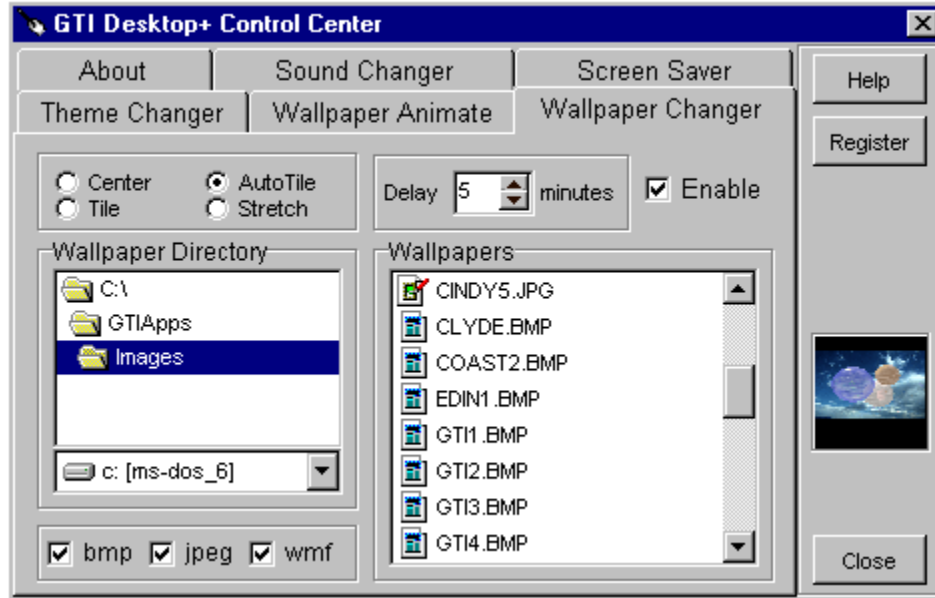 GTI Desktop+ Control Center
About
Sound Changer
Screen Saver
Theme Changer
Wallpaper Animate
Wallpaper Changer
Help
Register
Center
AutoTile
Tile
Stretch
Delay 5 minutes
Enable
Wallpaper Directory
C:\
GTIApps
Images
c: [ms-dos_6]
bmp jpeg wmf
Wallpapers
CINDY5.JPG
CLYDE.BMP
COAST2.BMP
EDIN1.BMP
GTI1.BMP
GTI2.BMP
GTI3.BMP
GTI4.BMP
Close